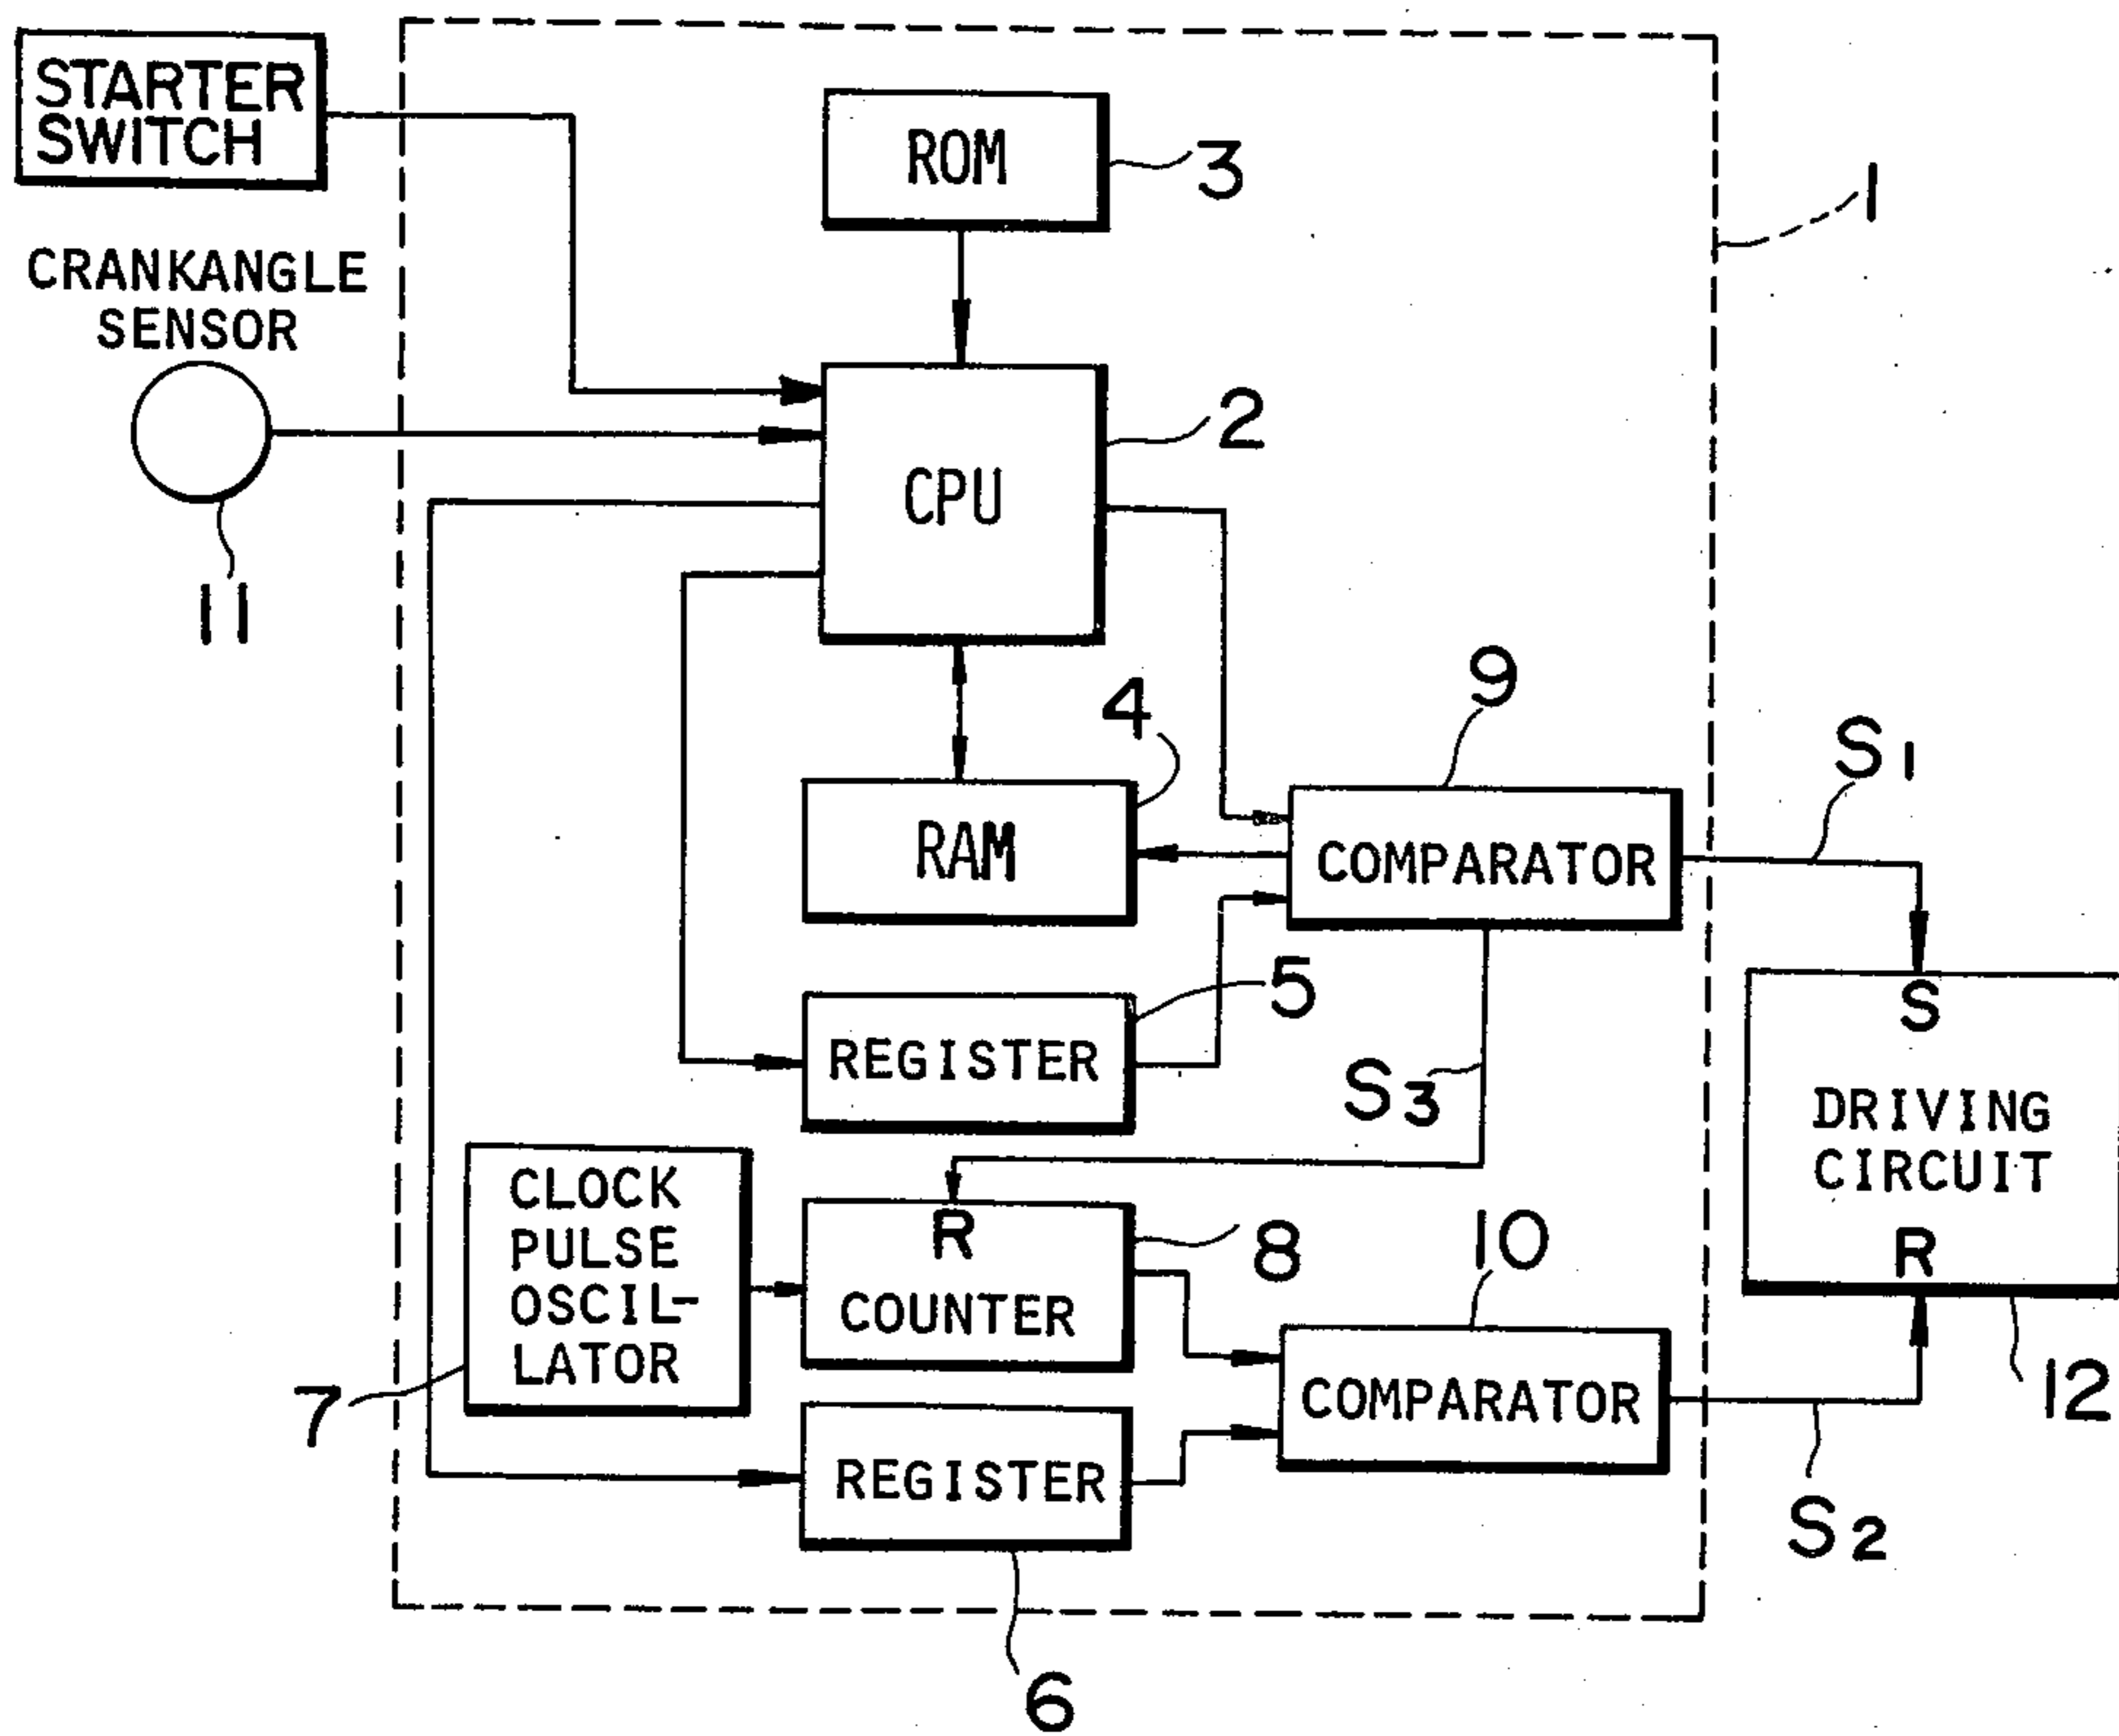 STARTER
SWITCH
ROM
3
1
CRANKANGLE
SENSOR
2
CPU
11
9
4
S1
RAM
COMPARATOR
5
S
REGISTER
S3
DRIVING
CIRCUIT
CLOCK
PULSE
OSCIL-
LATOR
R
COUNTER
8
10
R
7
COMPARATOR
12
REGISTER
S2
6